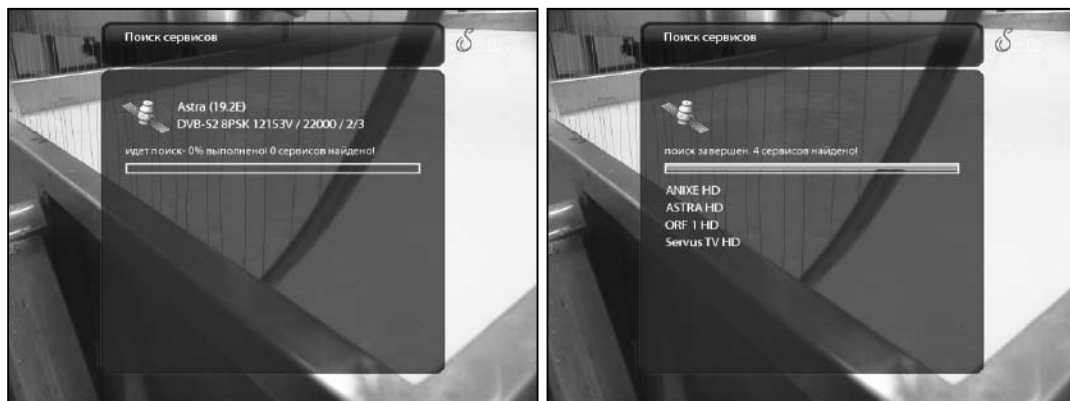 Поиск сервисов
Astra (19.2E)
DVB-S2 8PSK 12153V / 22000 / 2/3
идет поиск- 0% выполнено! 0 сервисов найдено!
Поиск сервисов
поиск завершен. 4 сервисов найдено!
ANIXE HD
ASTRA HD
ORF 1 HD
Servus TV HD